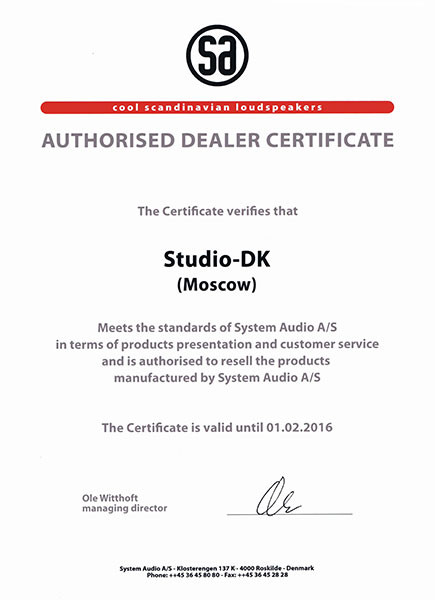 sa
cool scandinavian loudspeakers
AUTHORISED DEALER CERTIFICATE
The Certificate verifies that
Studio-DK
(Moscow)
Meets the standards of System Audio A/S
in terms of products presentation and customer service
and is authorised to resell the products
manufactured by System Audio A/S
The Certificate is valid until 01.02.2016
Ole Witthoft
managing director
System Audio A/S - Klosterengen 137 K - 4000 Roskilde - Denmark
Phone: ++45 36 45 80 80 - Fax: ++45 36 45 28 28